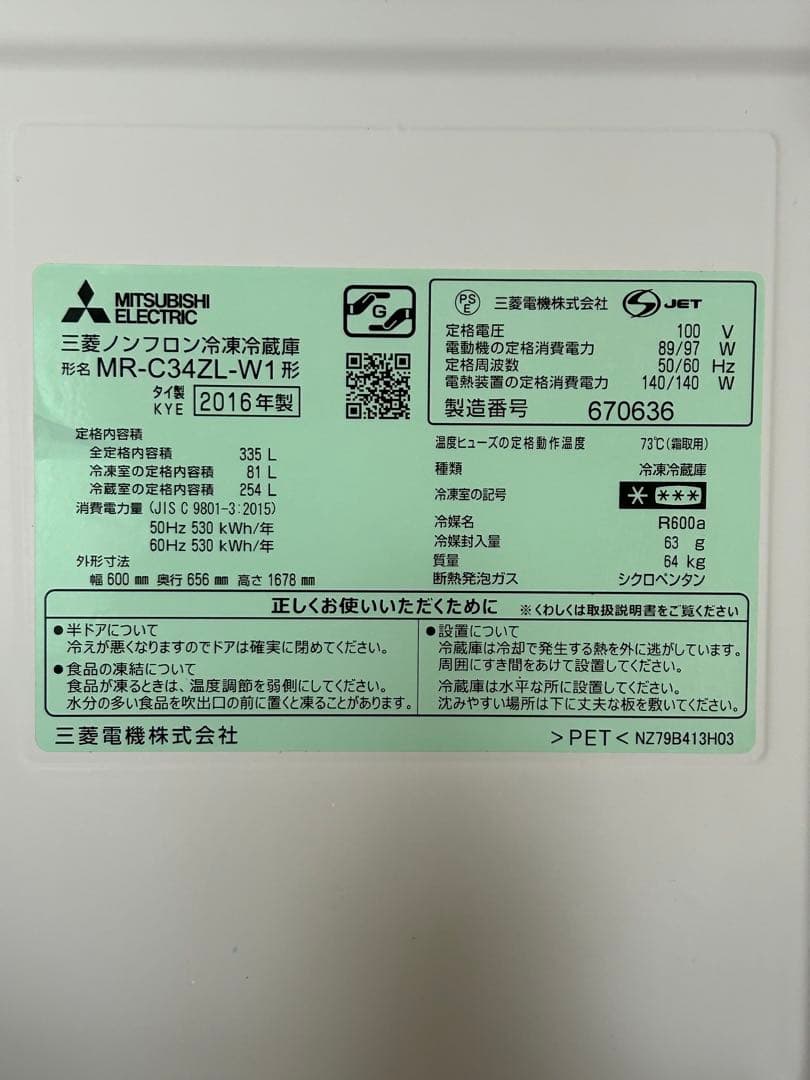 MITSUBISHI
ELECTRIC
三菱ノンフロン冷凍冷蔵庫
形名 MR-C34ZL-W1形
タイ製
KYE 2016年製
G
定格内容積
全定格内容積 335 L
冷凍室の定格内容積 81 L
冷蔵室の定格内容積 254 L
消費電力量 (JIS C 9801-3:2015)
50Hz 530 kWh/年
60Hz 530 kWh/年
外形寸法
幅 600 mm 奥行 656 mm 高さ 1678 mm
PSE 三菱電機株式会社 JET
定格電圧 100 V
電動機の定格消費電力 89/97 W
定格周波数 50/60 Hz
電熱装置の定格消費電力 140/140 W
製造番号 670636
温度ヒューズの定格動作温度 73℃(霜取用)
種類 冷凍冷蔵庫
冷凍室の記号 * ***
冷媒名 R600a
冷媒封入量 63 g
質量 64 kg
断熱発泡ガス シクロペンタン
正しくお使いいただくために ※くわしくは取扱説明書をご覧ください
●半ドアについて
冷えが悪くなりますのでドアは確実に閉めてください。
●食品の凍結について
食品が凍るときは、温度調節を弱側にしてください。
水分の多い食品を吹出口の前に置くと凍ることがあります。
●設置について
冷蔵庫は冷却で発生する熱を外に逃がしています。
周囲にすき間をあけて設置してください。
冷蔵庫は水平な所に設置してください。
沈みやすい場所は下に丈夫な板を敷いてください。
三菱電機株式会社 >PET< NZ79B413H03